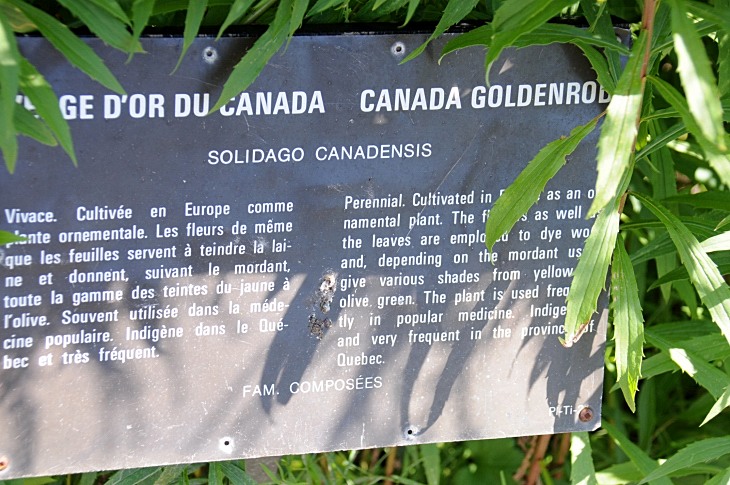 D'OR DU CANADA CANADA GOLDENROD
SOLIDAGO CANADENSIS
Vivace. Cultivée en Europe comme
plante ornementale. Les fleurs de même
que les feuilles servent à teindre la lai-
ne et donnent, suivant le mordant,
toute la gamme des teintes du jaune à
l'olive. Souvent utilisée dans la méde-
cine populaire. Indigène dans le Qué-
bec et très fréquent.
Perennial. Cultivated in as an
namental plant. The as well
the leaves are employed to dye
and, depending on the mordant
give various shades from yellow
olive green. The plant is used
tly in popular medicine.
and very frequent in the province of
Quebec.
FAM. COMPOSÉES